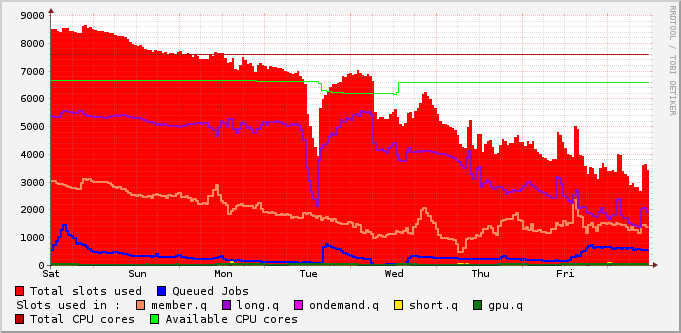 RRDTOOL / TOBI OETIKER
9000
8000
7000
6000
5000
4000
3000
2000
1000
0
Sat Sun Mon Tue Wed Thu Fri
Total slots used Queued Jobs
Slots used in : member.q long.q ondemand.q short.q gpu.q
Total CPU cores Available CPU cores